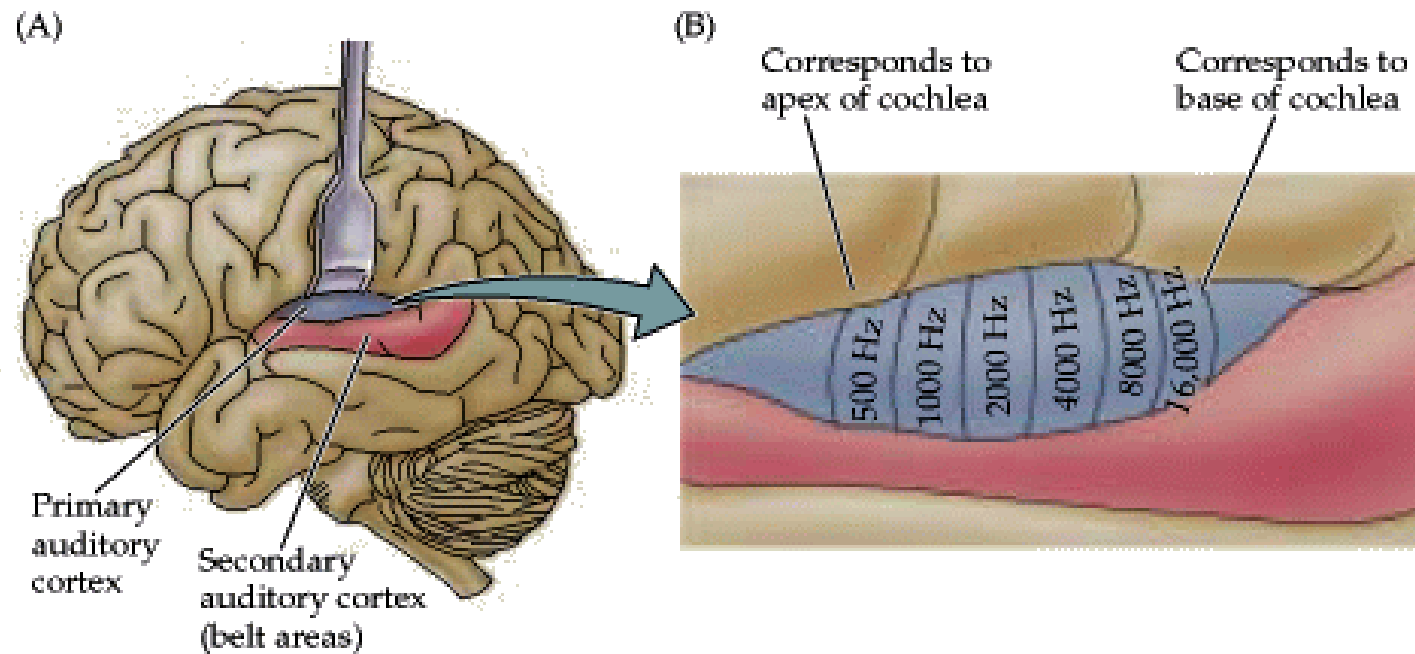 (A)
Primary
auditory
cortex
Secondary
auditory cortex
(belt areas)
(B)
Corresponds to
apex of cochlea
Corresponds to
base of cochlea
500 Hz
1000 Hz
2000 Hz
4000 Hz
8000 Hz
16,000 Hz